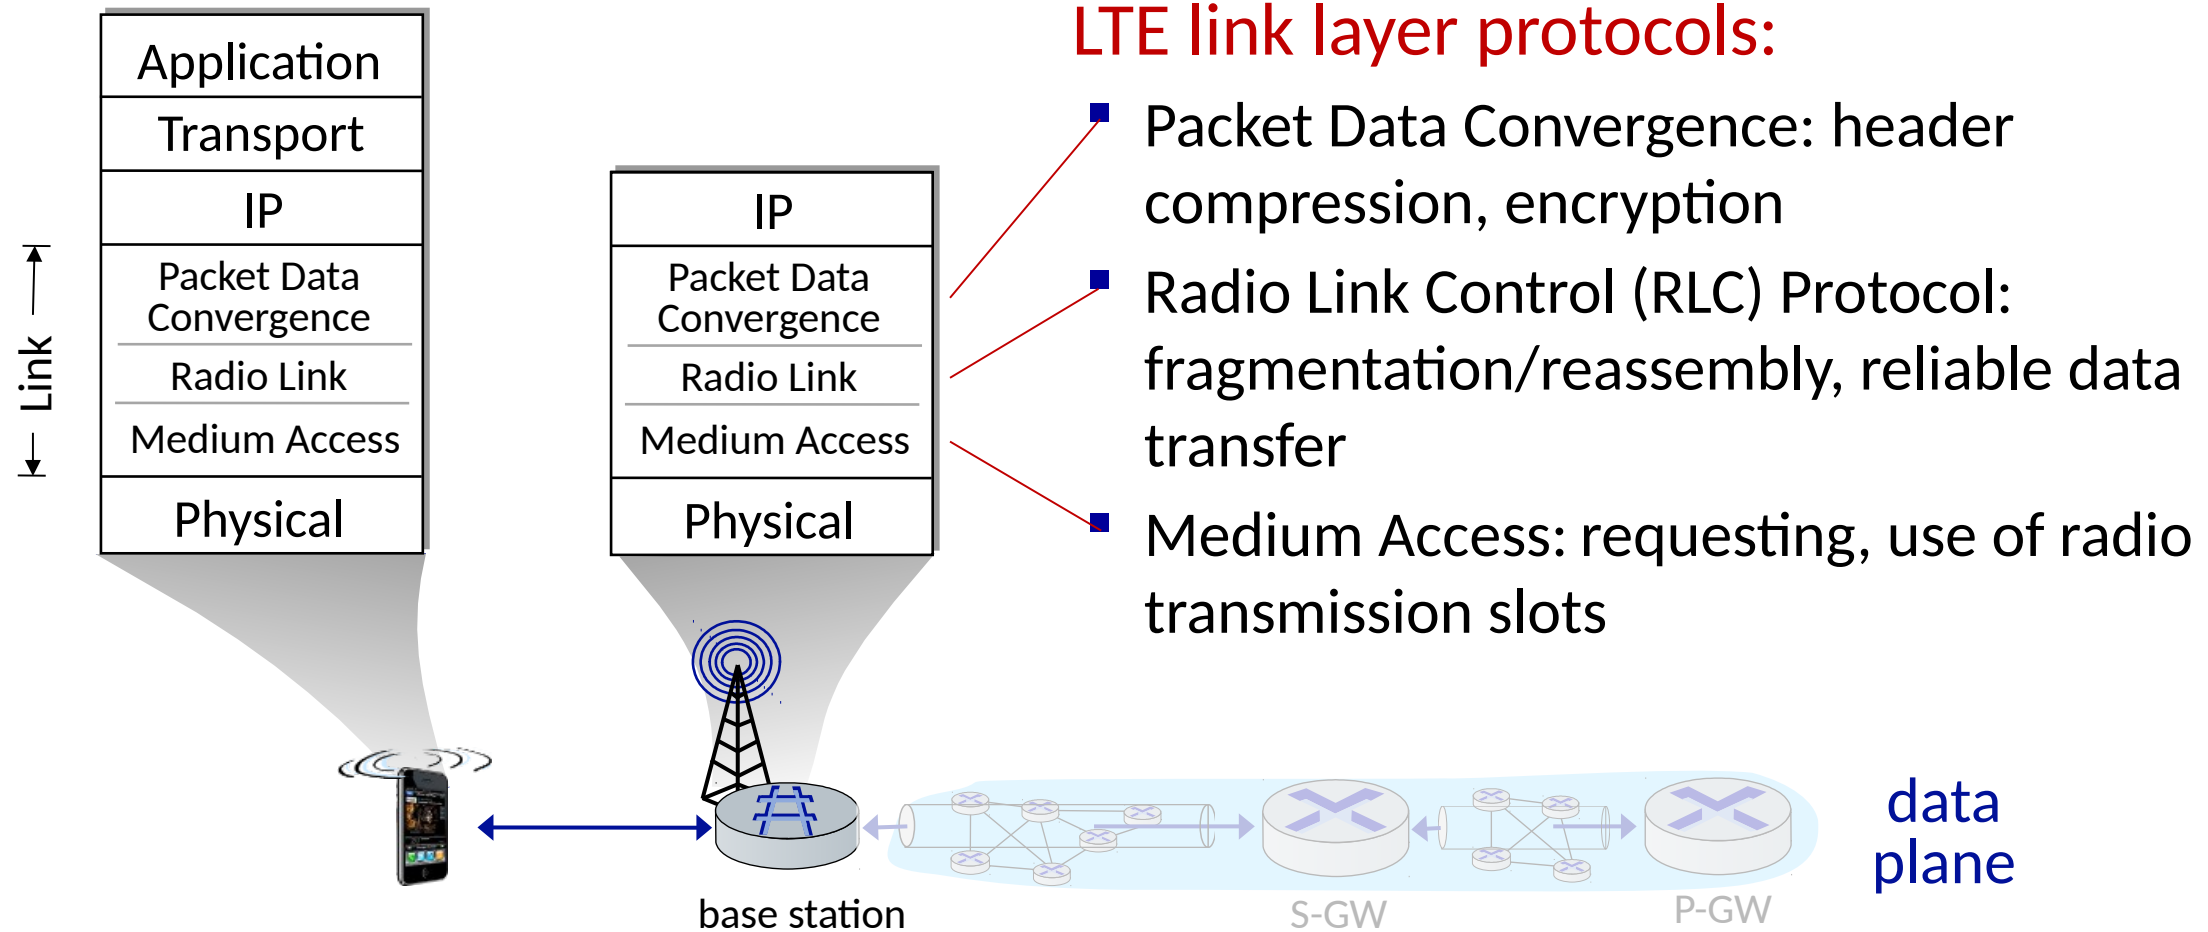 Application
Transport
IP
Packet Data
Convergence
Radio Link
Medium Access
Physical
Link
IP
Packet Data
Convergence
Radio Link
Medium Access
Physical
LTE link layer protocols:
Packet Data Convergence: header
compression, encryption
Radio Link Control (RLC) Protocol:
fragmentation/reassembly, reliable data
transfer
Medium Access: requesting, use of radio
transmission slots
base station
S-GW
P-GW
data
plane